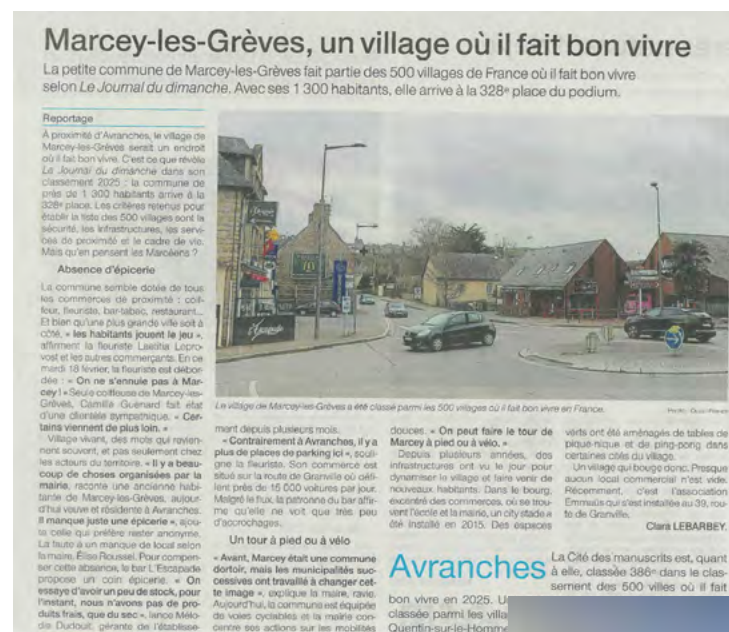 Marcey-les-Grèves, un village où il fait bon vivre
La petite commune de Marcey-les-Grèves fait partie des 500 villages de France où il fait bon vivre
selon Le Journal du dimanche. Avec ses 1 300 habitants, elle arrive à la 328e place du podium.
Reportage
À proximité d'Avranches, le village de
Marcey-les-Grèves serait un endroit
où il fait bon vivre. C'est ce que révèle
Le Journal du dimanche dans son
classement 2025 : la commune de
près de 1 300 habitants arrive à la
328e place. Les critères retenus pour
établir la liste des 500 villages sont la
sécurité, les infrastructures, les servi-
ces de proximité et le cadre de vie.
Mais qu'en pensent les Marcéens ?
Absence d'épicerie
La commune semble dotée de tous
les commerces de proximité : coif-
feur, fleuriste, bar-tabac, restaurant...
Et bien qu'une plus grande ville soit à
côté, « les habitants jouent le jeu »,
affirment la fleuriste Laetitia Lepro-
vost et les autres commerçants. En ce
mardi 18 février, la fleuriste est débor-
dée : « On ne s'ennuie pas à Mar-
cey ! » Seule coiffeuse de Marcey-les-
Grèves, Camille Guénard fait état
d'une clientèle sympathique. « Cer-
tains viennent de plus loin. »
Village vivant, des mots qui revien-
nent souvent, et pas seulement chez
les acteurs du territoire. « Il y a beau-
coup de choses organisées par la
mairie, raconte une ancienne habi-
tante de Marcey-les-Grèves, aujour-
d'hui veuve et résidente à Avranches.
Il manque juste une épicerie », ajou-
te celle qui préfère rester anonyme.
La faute à un manque de local selon
la maire, Élise Roussel. Pour compen-
ser cette absence, le bar L'Escapade
propose un coin épicerie. « On
essaye d'avoir un peu de stock, pour
l'instant, nous n'avons pas de pro-
duits frais, que du sec », lance Mélo-
die Dudouit, gérante de l'établisse-
Le village de Marcey-les-Grèves a été classé parmi les 500 villages où il fait bon vivre en France.
ment depuis plusieurs mois.
« Contrairement à Avranches, il y a
plus de places de parking ici », souli-
gne la fleuriste. Son commerce est
situé sur la route de Granville où défi-
lent près de 15 000 voitures par jour.
Malgré le flux, la patronne du bar affir-
me qu'elle ne voit que très peu
d'accrochages.
Un tour à pied ou à vélo
« Avant, Marcey était une commune
dortoir, mais les municipalités suc-
cessives ont travaillé à changer cet-
te image », explique la maire, ravie.
Aujourd'hui, la commune est équipée
de voies cyclables et la mairie con-
centre ses actions sur les mobilités
douces. « On peut faire le tour de
Marcey à pied ou à vélo. »
Depuis plusieurs années, des
infrastructures ont vu le jour pour
dynamiser le village et faire venir de
nouveaux habitants. Dans le bourg,
excentré des commerces, où se trou-
vent l'école et la mairie, un city stade a
été installé en 2015. Des espaces
verts ont été aménagés de tables de
pique-nique et de ping-pong dans
certaines cités du village.
Un village qui bouge donc. Presque
aucun local commercial n'est vide.
Récemment, c'est l'association
Emmaüs qui s'est installée au 39, rou-
te de Granville.
Clara LEBARBEY.
Avranches
La Cité des manuscrits est, quant
à elle, classée 386e dans le clas-
sement des 500 villes où il fait
bon vivre en 2025.
classée parmi les
Quentin-sur-le-Homme